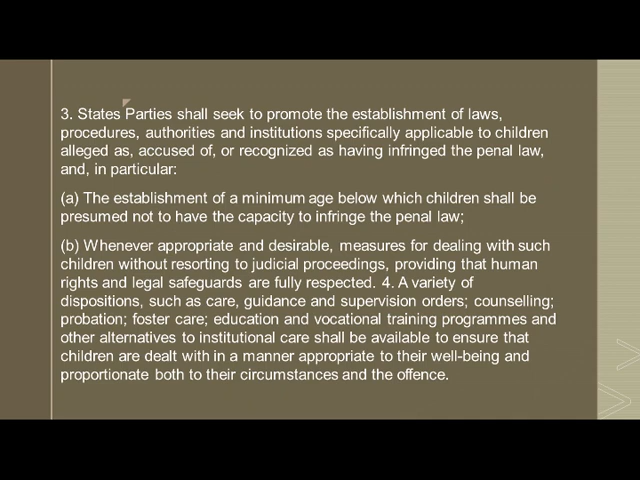 3. States Parties shall seek to promote the establishment of laws,
procedures, authorities and institutions specifically applicable to children
alleged as, accused of, or recognized as having infringed the penal law,
and, in particular:
(a) The establishment of a minimum age below which children shall be
presumed not to have the capacity to infringe the penal law;
(b) Whenever appropriate and desirable, measures for dealing with such
children without resorting to judicial proceedings, providing that human
rights and legal safeguards are fully respected. 4. A variety of
dispositions, such as care, guidance and supervision orders; counselling;
probation; foster care; education and vocational training programmes and
other alternatives to institutional care shall be available to ensure that
children are dealt with in a manner appropriate to their well-being and
proportionate both to their circumstances and the offence.